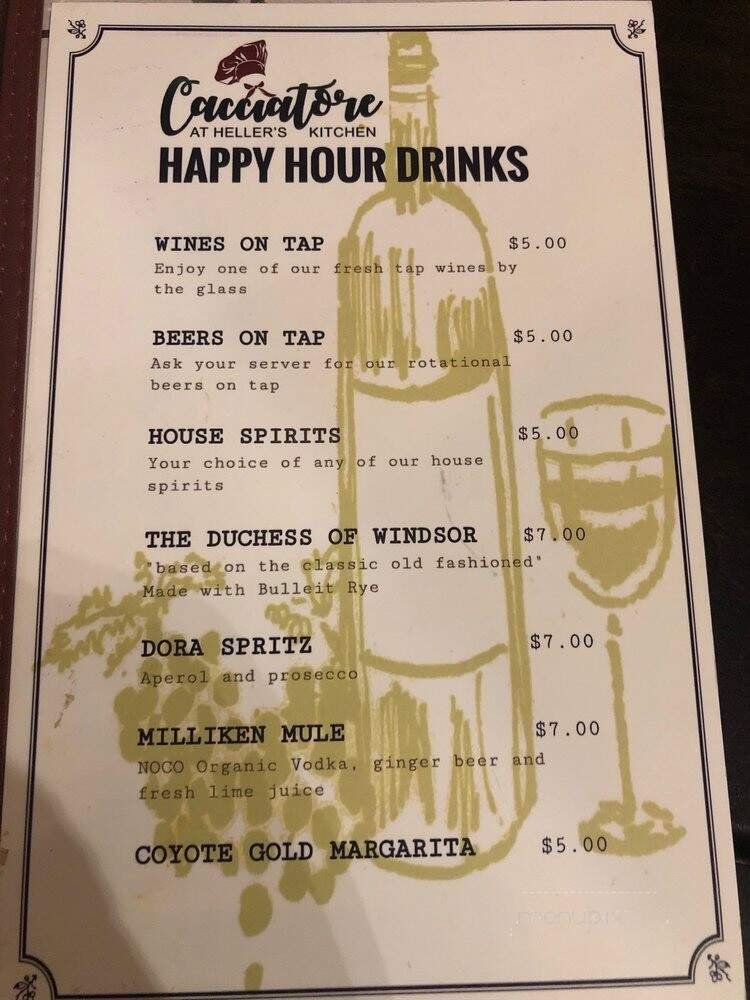 Cacciatore
AT HELLER'S KITCHEN
HAPPY HOUR DRINKS
WINES ON TAP $5.00
Enjoy one of our fresh tap wines by
the glass
BEERS ON TAP $5.00
Ask your server for our rotational
beers on tap
HOUSE SPIRITS $5.00
Your choice of any of our house
spirits
THE DUCHESS OF WINDSOR $7.00
"based on the classic old fashioned"
Made with Bulleit Rye
DORA SPRITZ $7.00
Aperol and prosecco
MILLIKEN MULE $7.00
NOCO Organic Vodka, ginger beer and
fresh lime juice
COYOTE GOLD MARGARITA $5.00